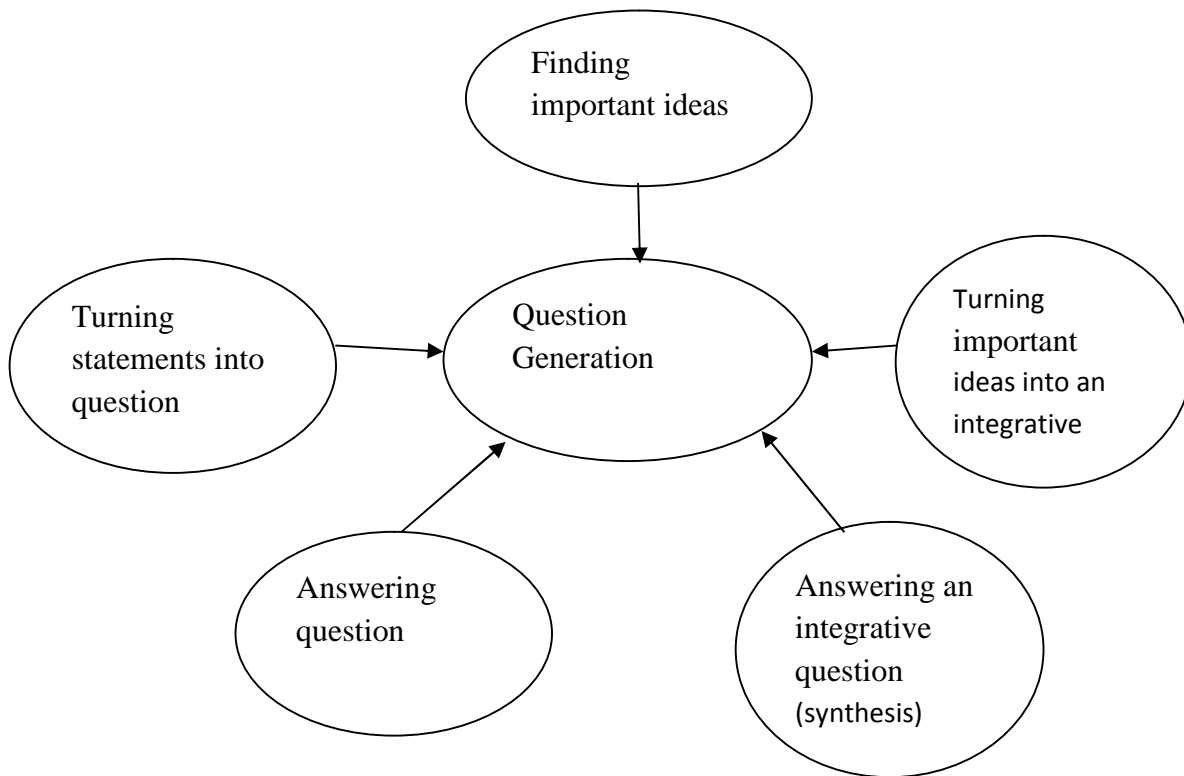 Finding
important ideas
Turning
statements into
question
Question
Generation
Turning
important
ideas into an
integrative
Answering
question
Answering an
integrative
question
(synthesis)